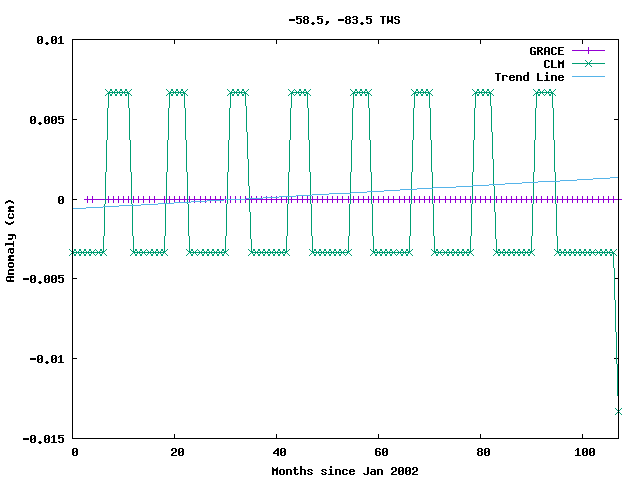 -58.5, -83.5 TWS
0.01
0.005
0
-0.005
-0.01
-0.015
Anomaly (cm)
GRACE
CLM
Trend Line
0 20 40 60 80 100
Months since Jan 2002